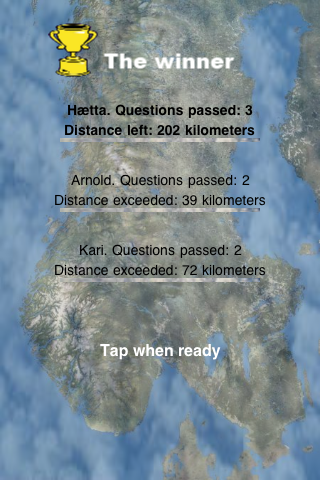 The winner
Hætta. Questions passed: 3
Distance left: 202 kilometers
Arnold. Questions passed: 2
Distance exceeded: 39 kilometers
Kari. Questions passed: 2
Distance exceeded: 72 kilometers
Tap when ready